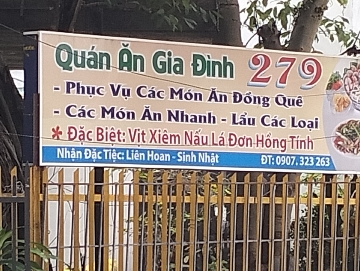 Quán Ăn Gia Đình 279
- Phục Vụ Các Món Ăn Đồng Quê
- Các Món Ăn Nhanh - Lẩu Các Loại
* Đặc Biệt: Vịt Xiêm Nấu Lá Đơn Hồng Tính
Nhận Đặc Tiệc: Liên Hoan - Sinh Nhật ĐT: 0907.323 263